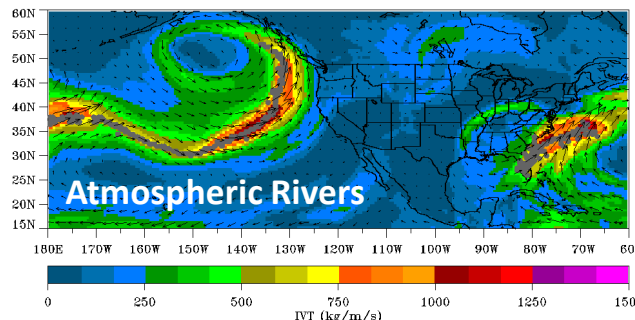 60N
55N
50N
45N
40N
35N
30N
25N
20N
15N
Atmospheric Rivers
180E 170W 160W 150W 140W 130W 120W 110W 100W 90W 80W 70W 60
0 250 500 750 1000 1250 150
IVT (kg/m/s)